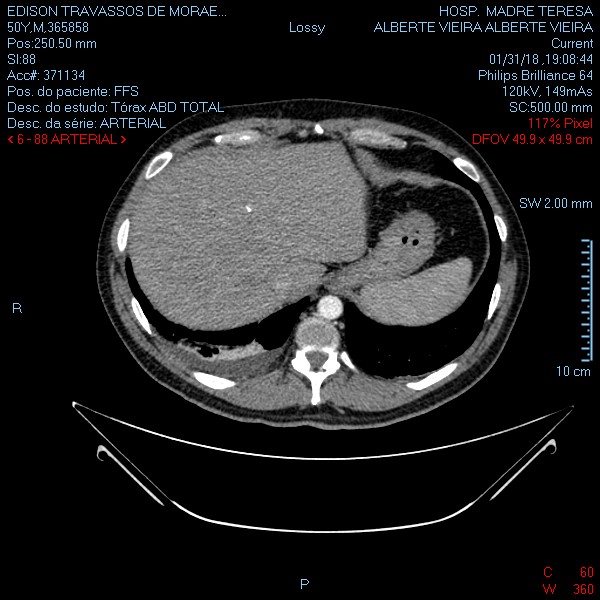 EDISON TRAVASSOS DE MORAE...
50Y,M,365858
Pos:250.50 mm
SI:88
Acc#: 371134
Pos. do paciente: FFS
Desc. do estudo: Tórax ABD TOTAL
Desc. da série: ARTERIAL
< 6 - 88 ARTERIAL >
Lossy
HOSP. MADRE TERESA
ALBERTE VIEIRA ALBERTE VIEIRA
Current
01/31/18 ,19:08:44
Philips Brilliance 64
120kV, 149mAs
SC:500.00 mm
117% Pixel
DFOV 49.9 x 49.9 cm
SW 2.00 mm
R
10 cm
P
C 60
W 360